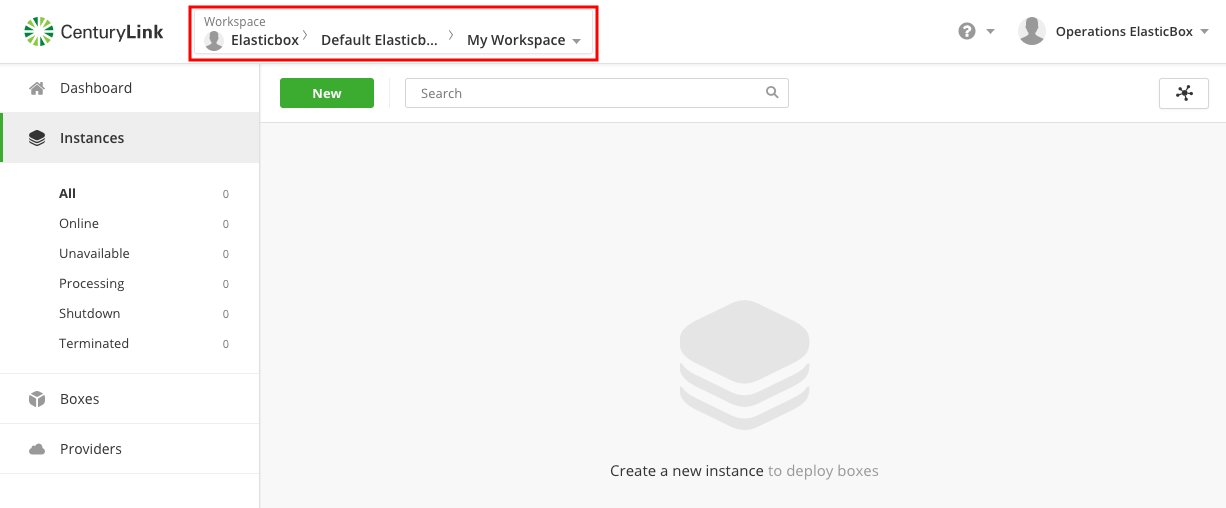 CenturyLink
Workspace
Elasticbox
Default Elasticb...
My Workspace
?
Operations ElasticBox
Dashboard
New
Search
Instances
All 0
Online 0
Unavailable 0
Processing 0
Shutdown 0
Terminated 0
Boxes
Providers
Create a new instance to deploy boxes